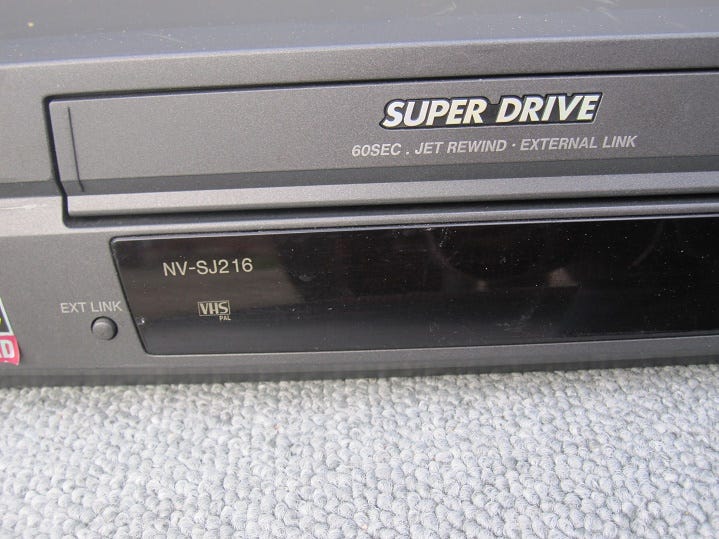 SUPER DRIVE
60SEC . JET REWIND · EXTERNAL LINK
NV-SJ216
EXT LINK
VHS
PAL